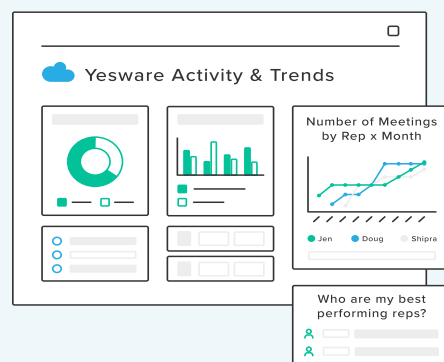 Yesware Activity & Trends
Number of Meetings
by Rep x Month
Jen
Doug
Shipra
Who are my best
performing reps?